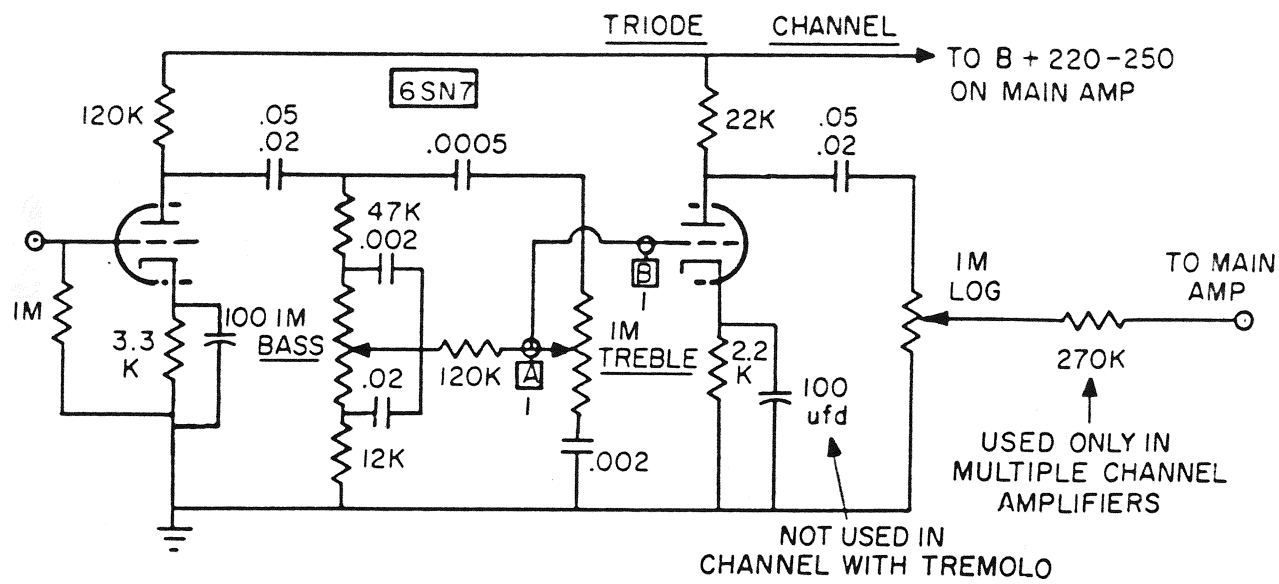 TRIODE CHANNEL
TO B + 220-250
ON MAIN AMP
6SN7
120K
.05
.02
.0005
22K
.05
.02
47K
.002
B
1
1M
LOG
TO MAIN
AMP
1M
3.3
K
100
1M
BASS
120K
A
1
1M
TREBLE
2.2
K
270K
.02
100
ufd
12K
.002
USED ONLY IN
MULTIPLE CHANNEL
AMPLIFIERS
NOT USED IN
CHANNEL WITH TREMOLO